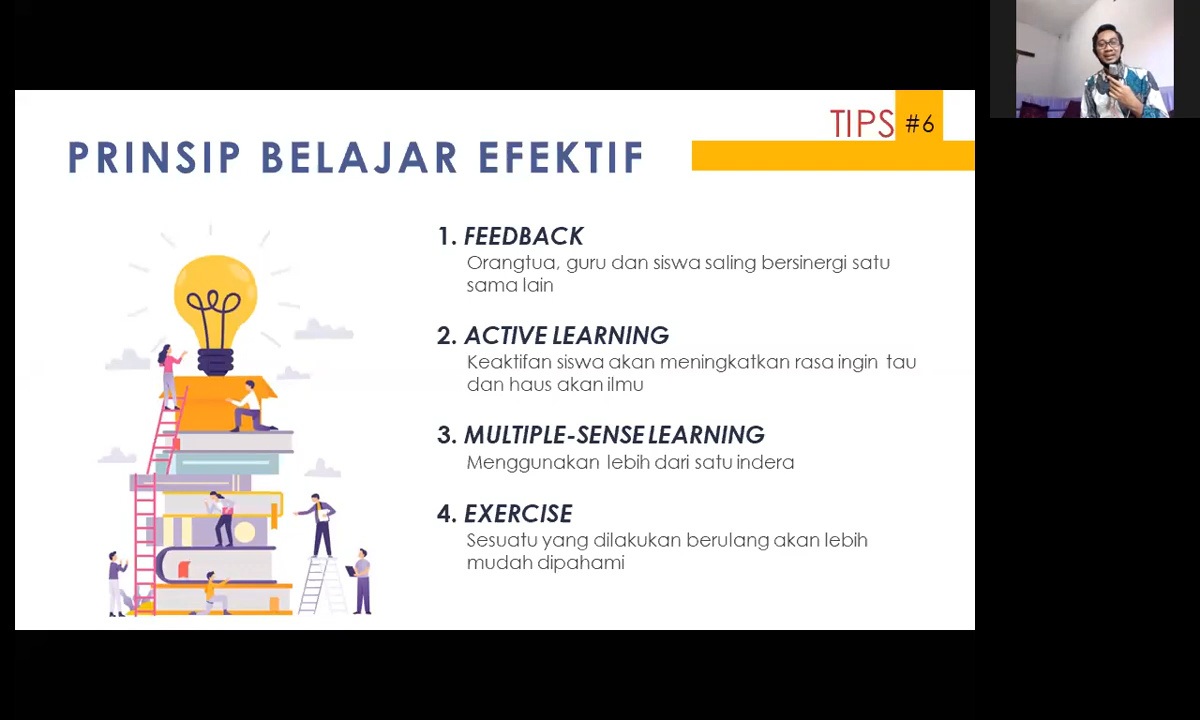 TIPS #6
PRINSIP BELAJAR EFEKTIF
1. FEEDBACK
Orangtua, guru dan siswa saling bersinergi satu
sama lain
2. ACTIVE LEARNING
Keaktifan siswa akan meningkatkan rasa ingin tau
dan haus akan ilmu
3. MULTIPLE-SENSE LEARNING
Menggunakan lebih dari satu indera
4. EXERCISE
Sesuatu yang dilakukan berulang akan lebih
mudah dipahami